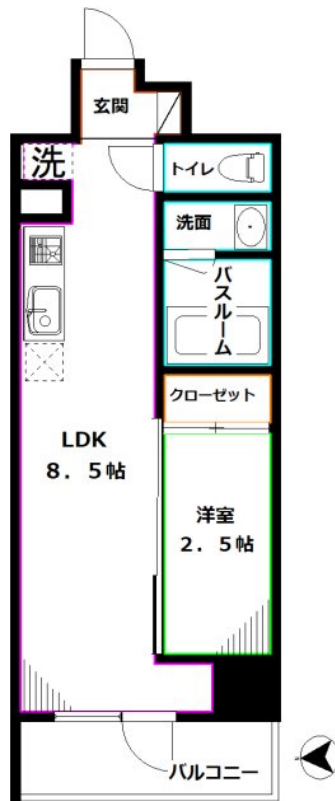 玄関
洗
トイレ
洗面
バスルーム
クローゼット
LDK
8．5帖
洋室
2．5帖
バルコニー